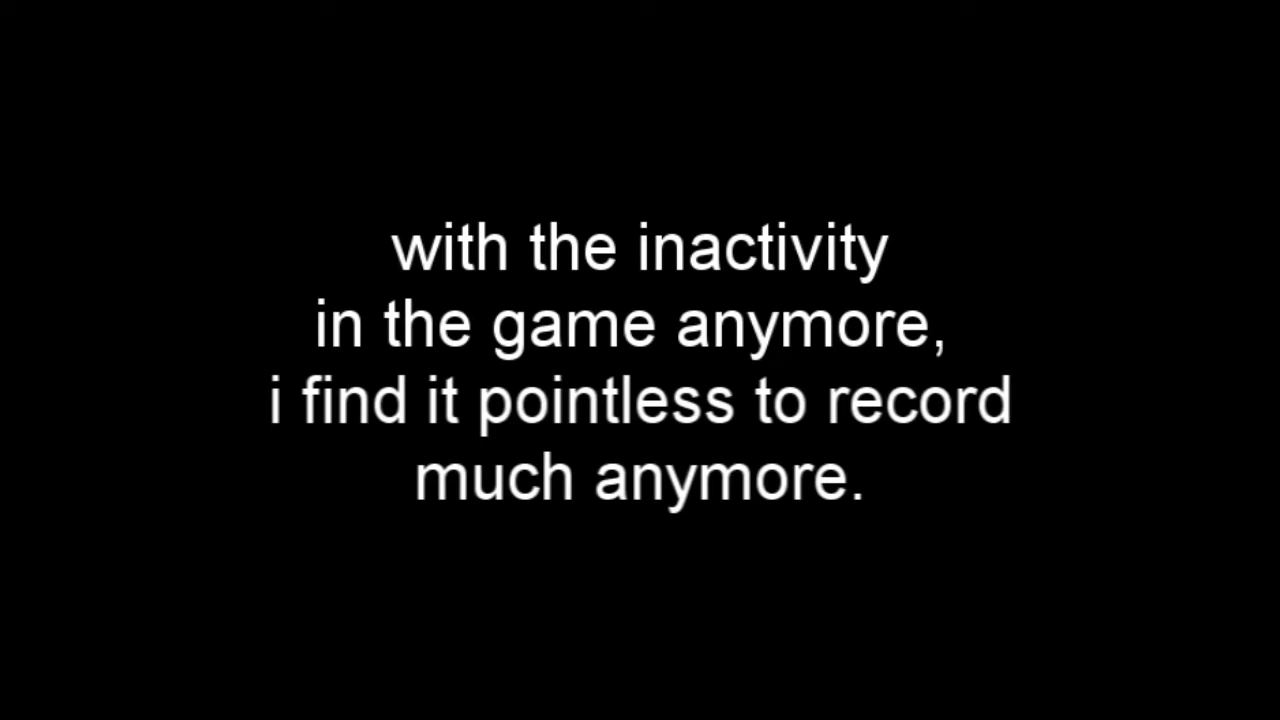 with the inactivity
in the game anymore,
i find it pointless to record
much anymore.